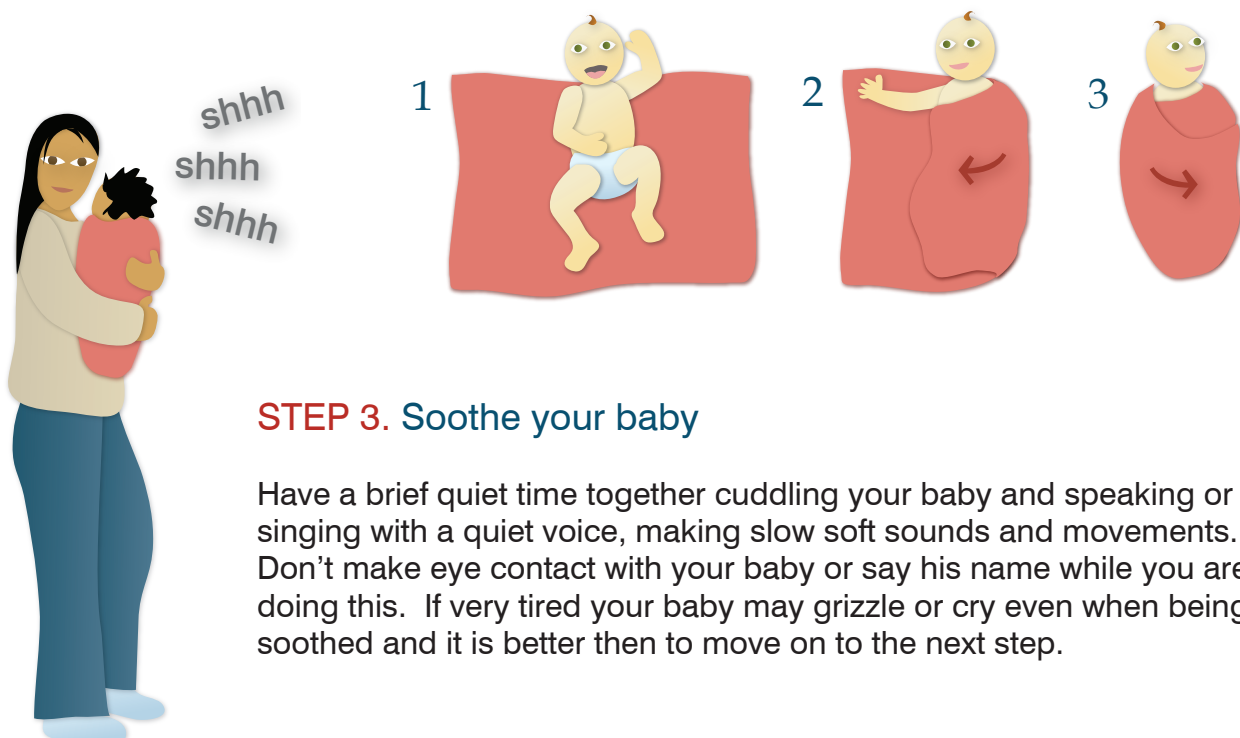 shhh
shhh
shhh
1
2
3
STEP 3. Soothe your baby
Have a brief quiet time together cuddling your baby and speaking or
singing with a quiet voice, making slow soft sounds and movements.
Don’t make eye contact with your baby or say his name while you are
doing this.  If very tired your baby may grizzle or cry even when being
soothed and it is better then to move on to the next step.